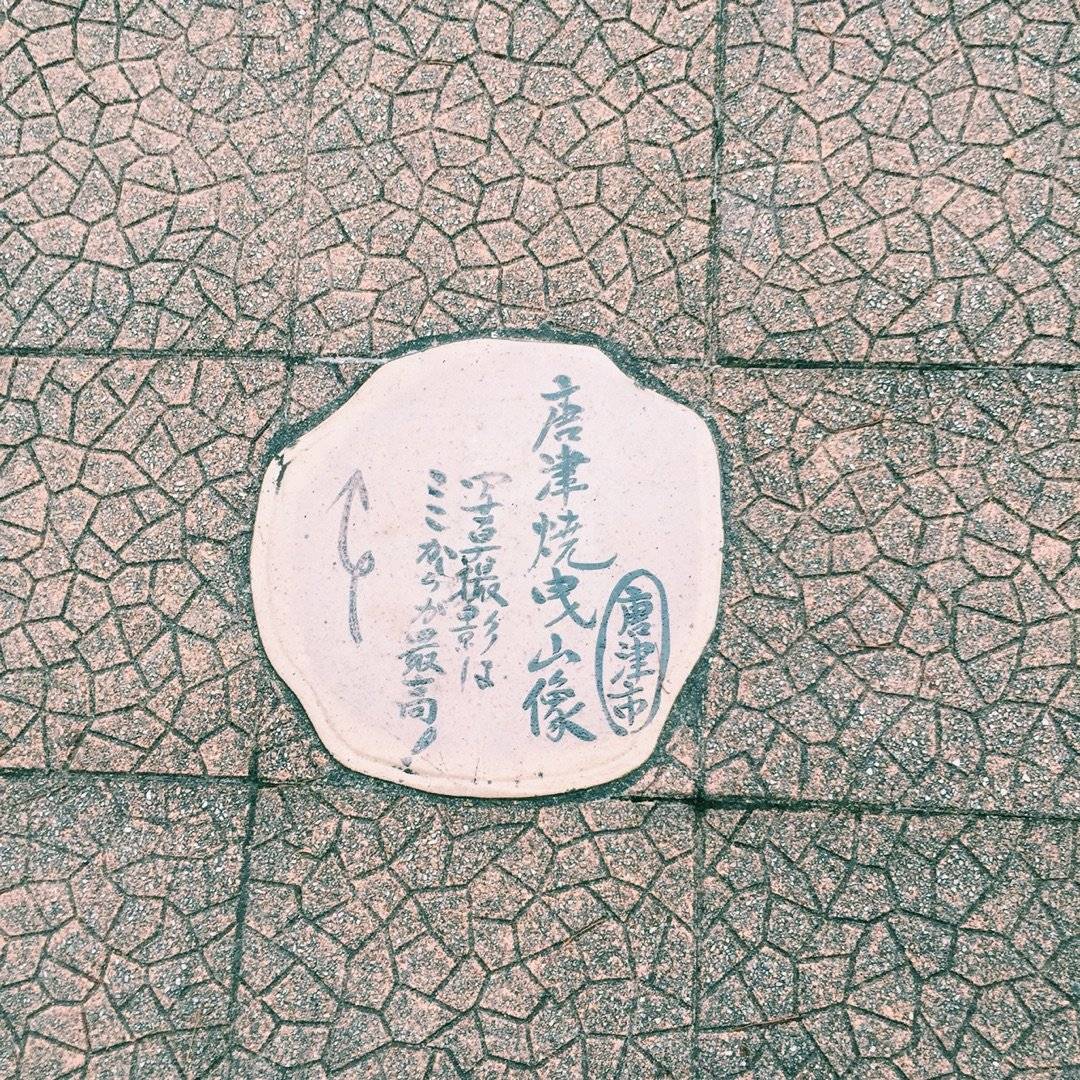 唐津焼曳山像
唐津市
写真撮影は
ここからが最高！